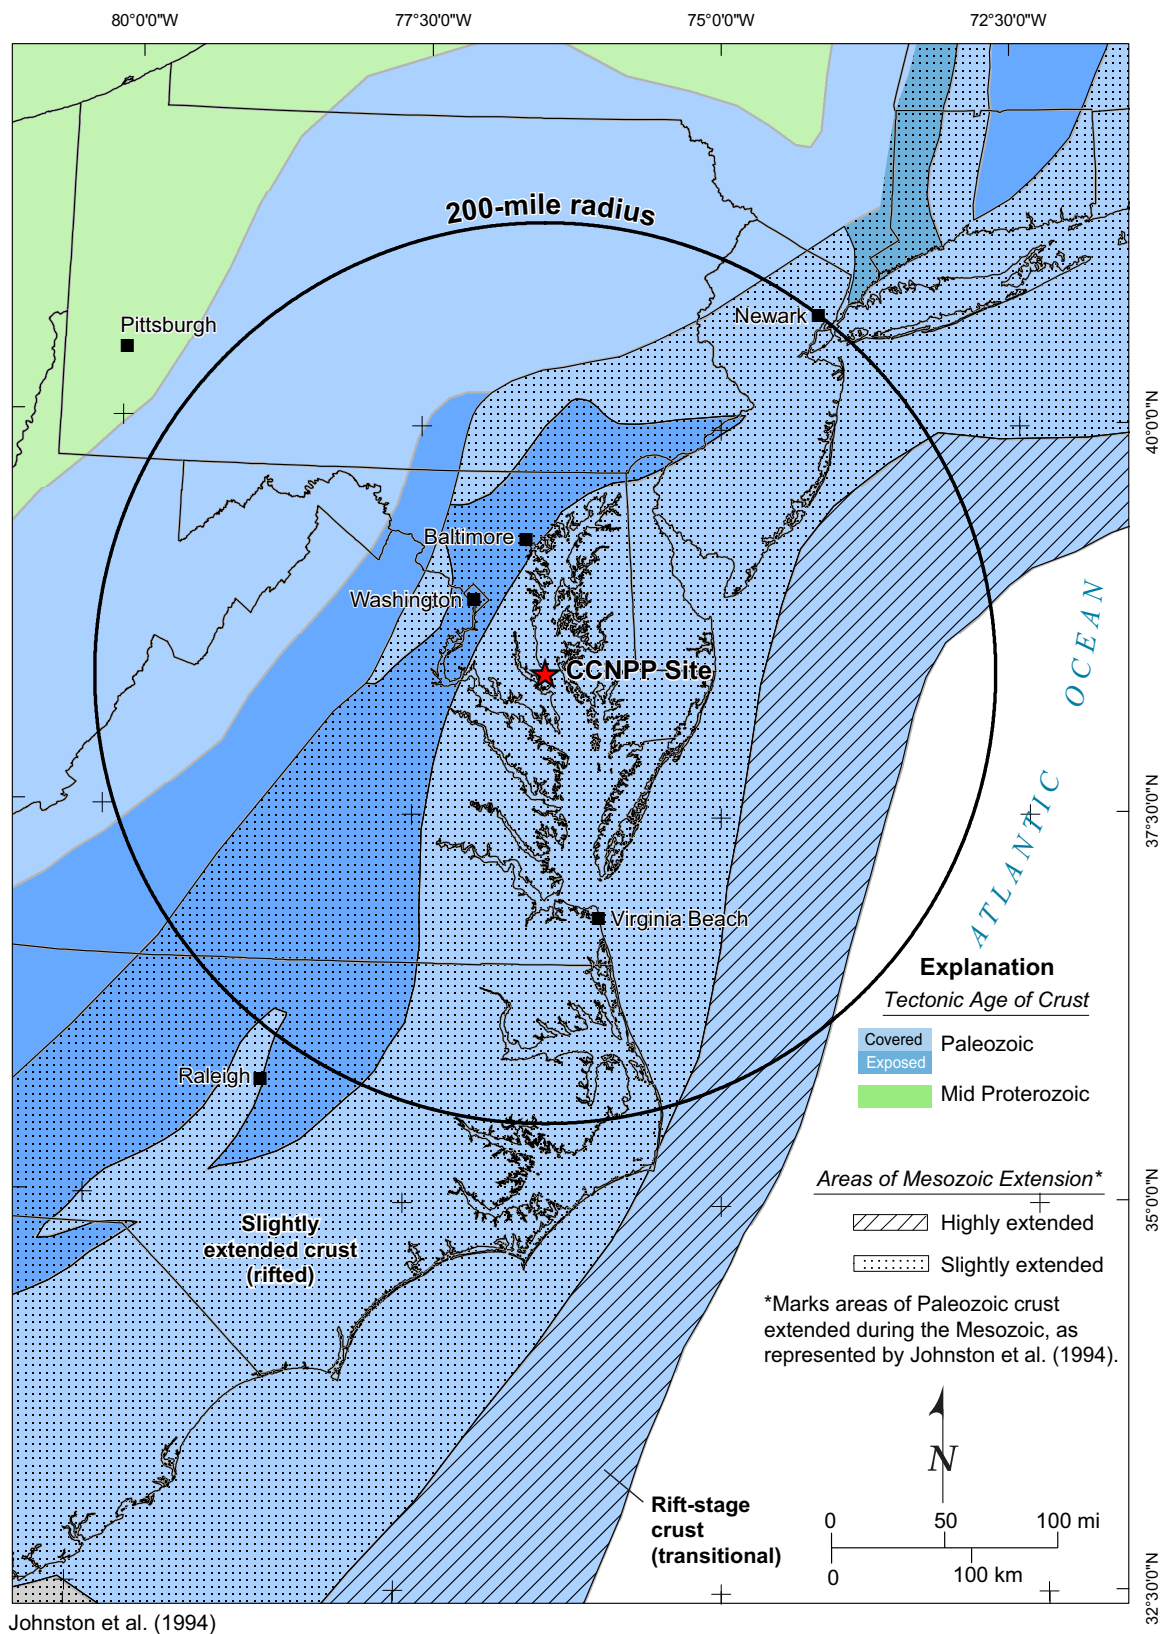 80°0'0"W
77°30'0"W
75°0'0"W
72°30'0"W
200-mile radius
Pittsburgh
Newark
40°0'0"N
Baltimore
Washington
CCNPP Site
ATLANTIC OCEAN
37°30'0"N
Virginia Beach
Raleigh
Explanation
Tectonic Age of Crust
Covered
Exposed
Paleozoic
Mid Proterozoic
Areas of Mesozoic Extension*
Highly extended
Slightly extended
35°0'0"N
*Marks areas of Paleozoic crust
extended during the Mesozoic, as
represented by Johnston et al. (1994).
Slightly
extended crust
(rifted)
N
Rift-stage
crust
(transitional)
0 50 100 mi
0 100 km
32°30'0"N
Johnston et al. (1994)